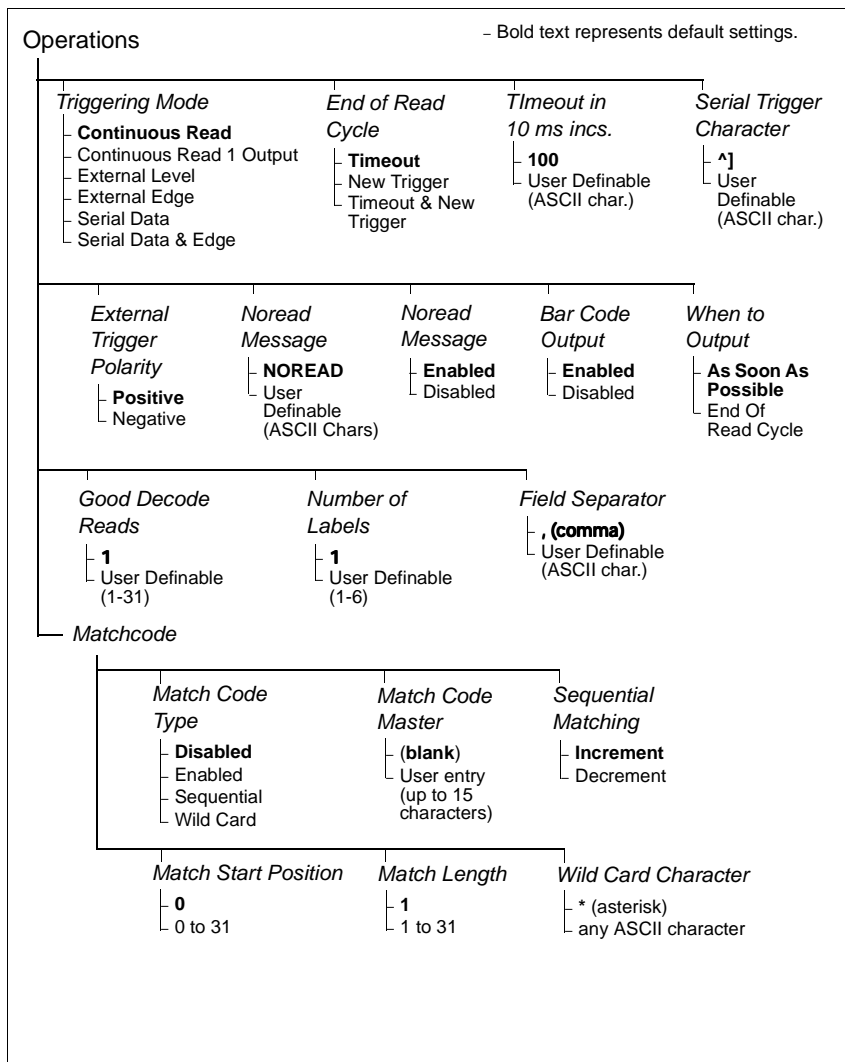 Operations
– Bold text represents default settings.
Triggering Mode
Continuous Read
Continuous Read 1 Output
External Level
External Edge
Serial Data
Serial Data & Edge
End of Read
Cycle
Timeout
New Trigger
Timeout & New
Trigger
TImeout in
10 ms incs.
100
User Definable
(ASCII char.)
Serial Trigger
Character
^]
User
Definable
(ASCII char.)
External
Trigger
Polarity
Positive
Negative
Noread
Message
NOREAD
User
Definable
(ASCII Chars)
Noread
Message
Enabled
Disabled
Bar Code
Output
Enabled
Disabled
When to
Output
As Soon As
Possible
End Of
Read Cycle
Good Decode
Reads
1
User Definable
(1-31)
Number of
Labels
1
User Definable
(1-6)
Field Separator
, (comma)
User Definable
(ASCII char.)
Matchcode
Match Code
Type
Disabled
Enabled
Sequential
Wild Card
Match Code
Master
(blank)
User entry
(up to 15
characters)
Sequential
Matching
Increment
Decrement
Match Start Position
0
0 to 31
Match Length
1
1 to 31
Wild Card Character
* (asterisk)
any ASCII character